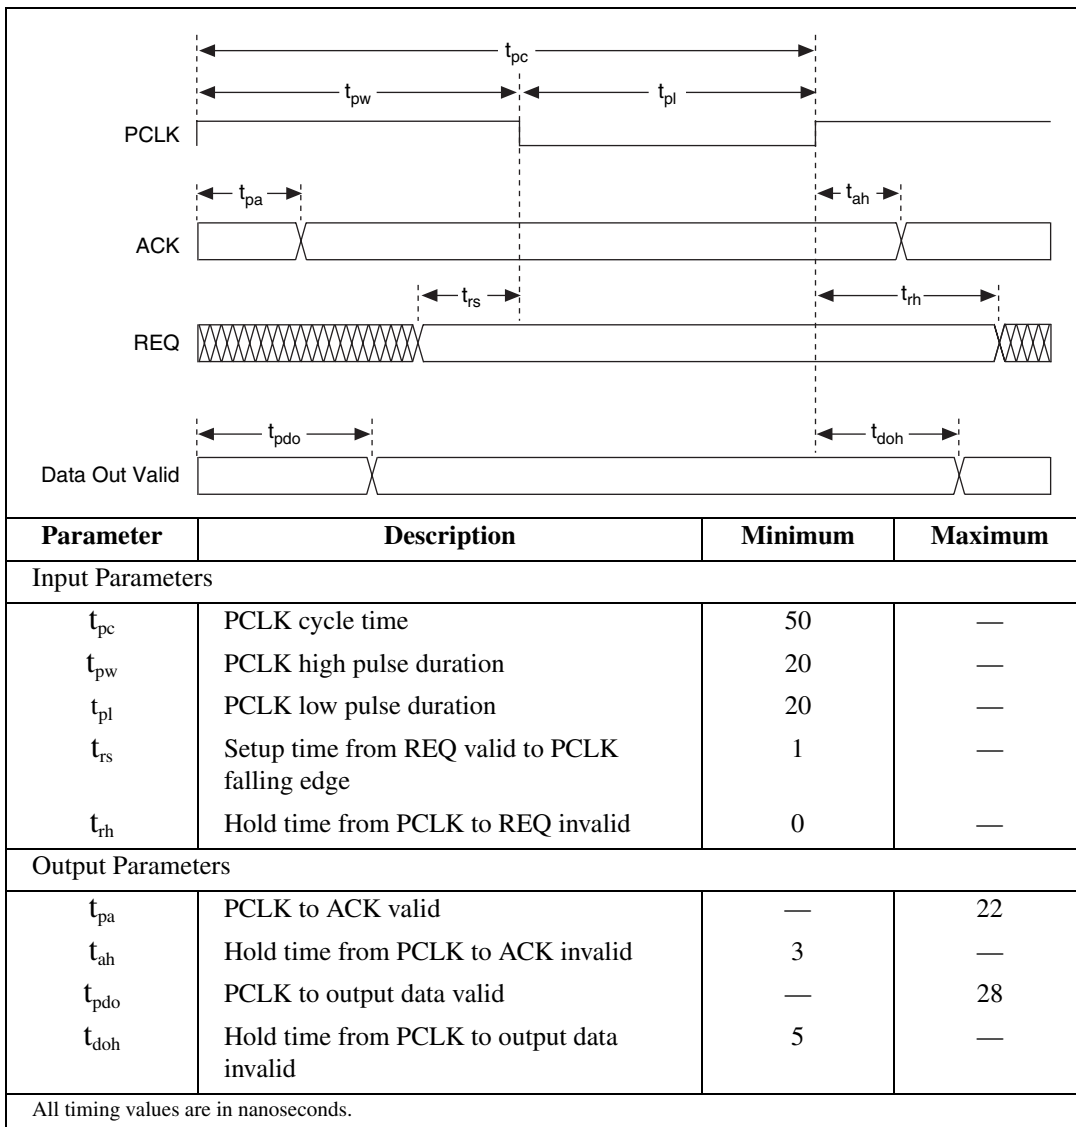 tpc
tpw tpl
PCLK
tpa tah
ACK
trs trh
REQ
tpdo tdoh
Data Out Valid
Parameter Description Minimum Maximum
Input Parameters
tpc PCLK cycle time 50 —
tpw PCLK high pulse duration 20 —
tpl PCLK low pulse duration 20 —
trs Setup time from REQ valid to PCLK 1 —
falling edge
trh Hold time from PCLK to REQ invalid 0 —
Output Parameters
tpa PCLK to ACK valid — 22
tah Hold time from PCLK to ACK invalid 3 —
tpdo PCLK to output data valid — 28
tdoh Hold time from PCLK to output data 5 —
invalid
All timing values are in nanoseconds.